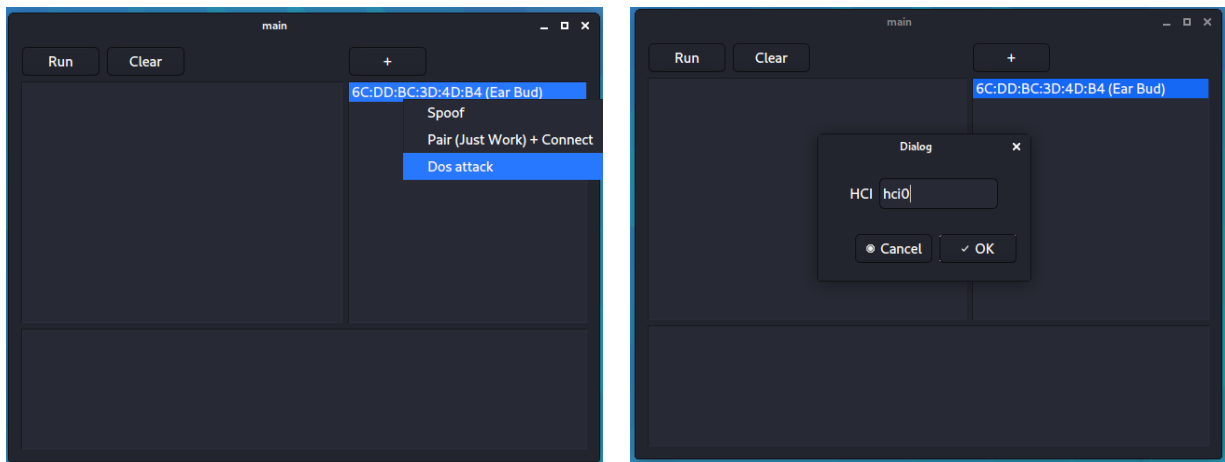 main
Run Clear +
6C:DD:BC:3D:4D:B4 (Ear Bud)
Spoof
Pair (Just Work) + Connect
Dos attack
main
Run Clear +
6C:DD:BC:3D:4D:B4 (Ear Bud)
Dialog
HCI hci0
Cancel OK